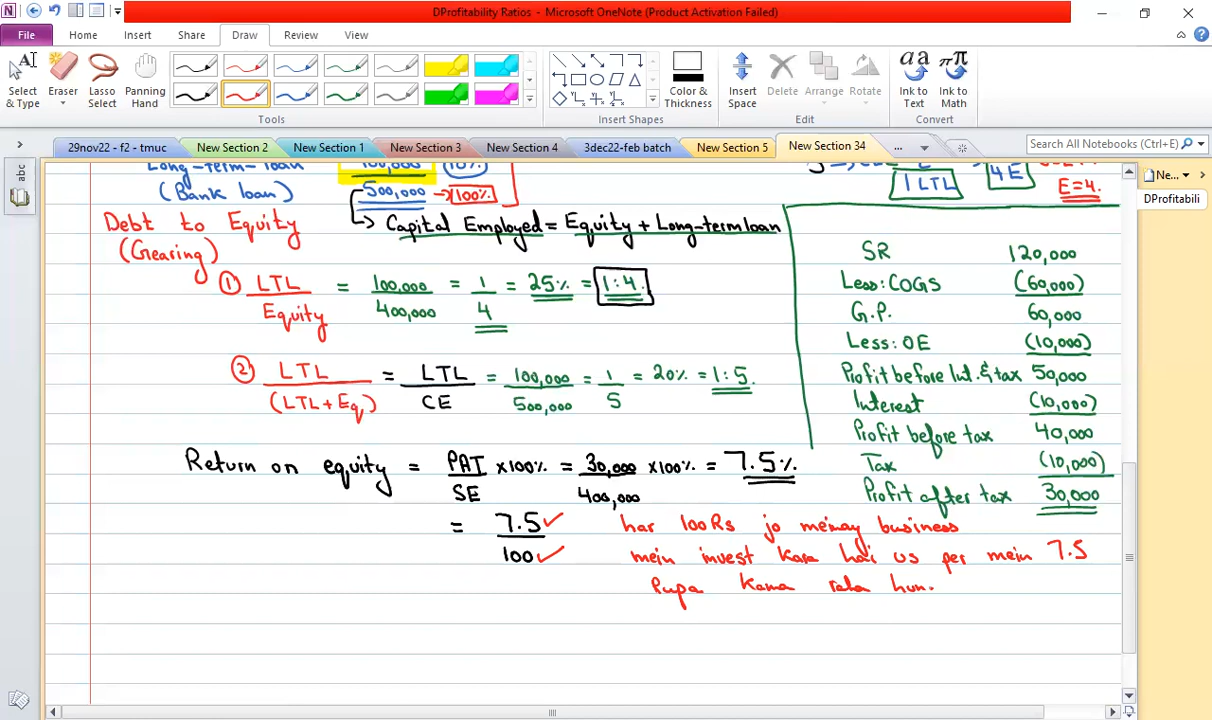 DProfitability Ratios - Microsoft OneNote (Product Activation Failed)
File Home Insert Share Draw Review View
Select & Type
Eraser
Lasso Select
Panning Hand
Tools
Insert Shapes
Color & Thickness
Insert Space
Delete
Arrange
Rotate
Edit
Ink to Text
Ink to Math
Convert
29nov22 - f2 - tmuc
New Section 2
New Section 1
New Section 3
New Section 4
3dec22-feb batch
New Section 5
New Section 34
...
Search All Notebooks (Ctrl+E)
abc
Ne...
DProfitabili
Long-term-loan 100,000 10%
(Bank loan) 500,000 → 100%
1 LTL 4 E
E=4.
Debt to Equity
(Gearing)
↳ Capital Employed = Equity + Long-term loan
① LTL / Equity = 100,000 / 400,000 = 1 / 4 = 25% = 1:4.
② LTL / (LTL + Eq) = LTL / CE = 100,000 / 500,000 = 1 / 5 = 20% = 1:5.
Return on equity = PAT / SE ×100% = 30,000 / 400,000 ×100% = 7.5%
= 7.5 ✓ / 100 ✓
har 100Rs jo meinay business
mein invest kara hai us per mein 7.5
Rupa kama raha hun.
SR 120,000
Less: COGS (60,000)
G.P. 60,000
Less: OE (10,000)
Profit before Int. & tax 50,000
Interest (10,000)
Profit before tax 40,000
Tax (10,000)
Profit after tax 30,000